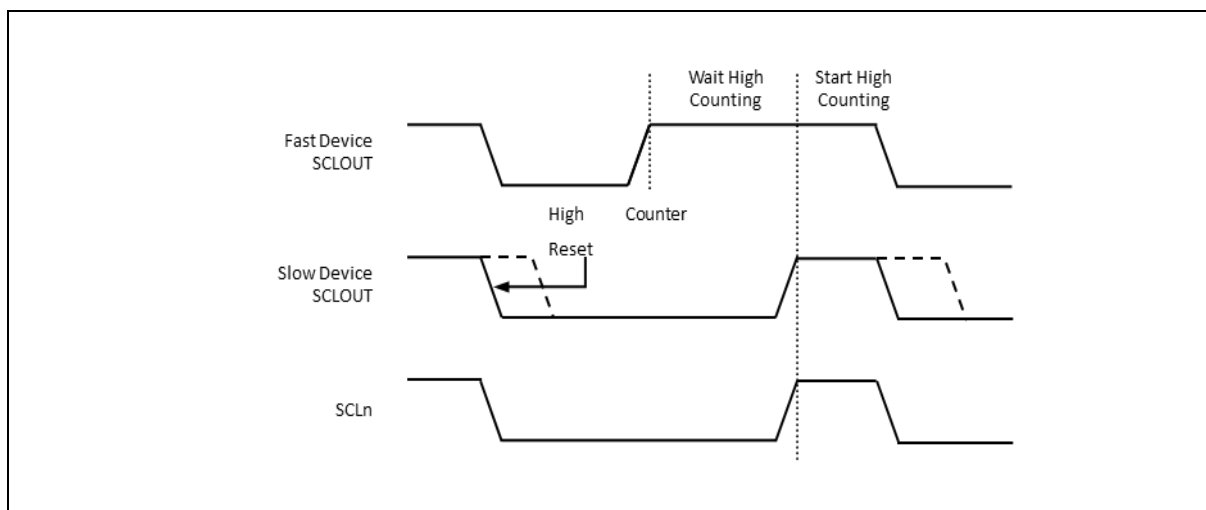 Wait High
Counting
Start High
Counting
Fast Device
SCLOUT
High Counter
Reset
Slow Device
SCLOUT
SCLn